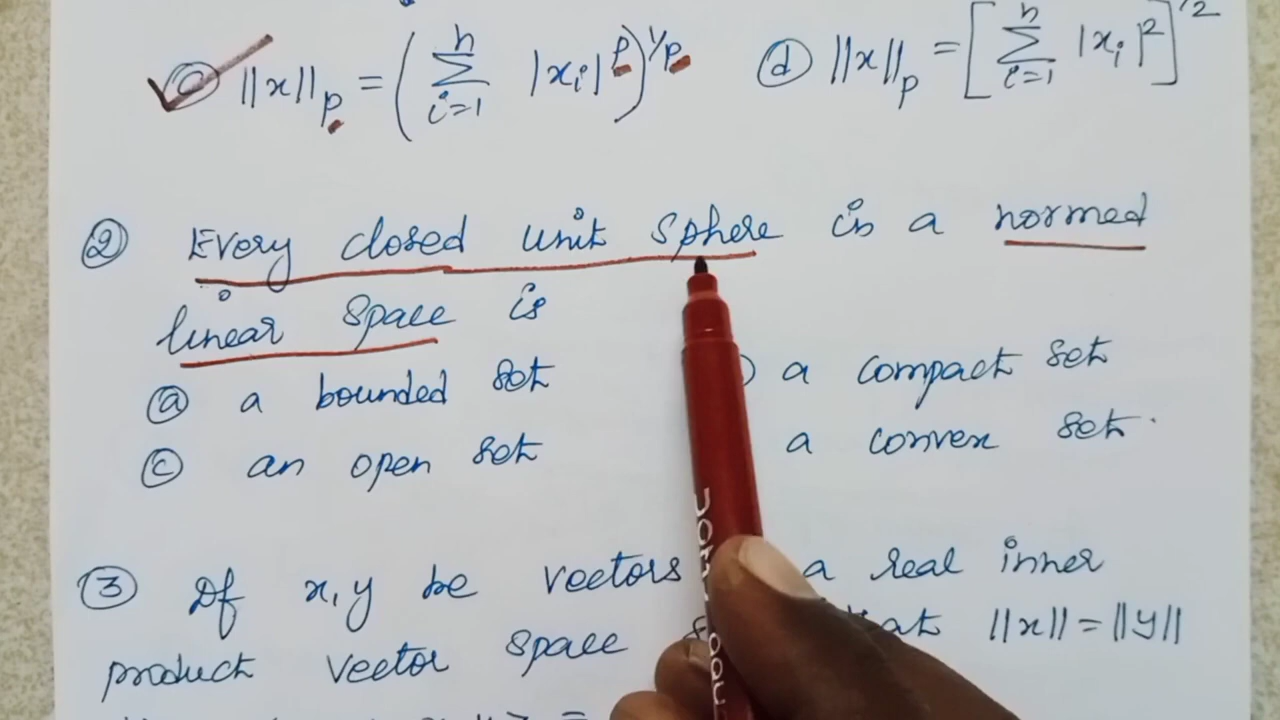 ⓒ ||x||ₚ = ( Σ_{i=1}^{n} |xᵢ|^p )^{1/p} ⓓ ||x||ₚ = [ Σ_{i=1}^{n} |xᵢ|² ]^{1/2}
② Every closed unit sphere in a normed
linear space is
ⓐ a bounded set a compact set
ⓒ an open set a convex set.
③ If x, y be vectors a real inner
product vector space ||x|| = ||y||